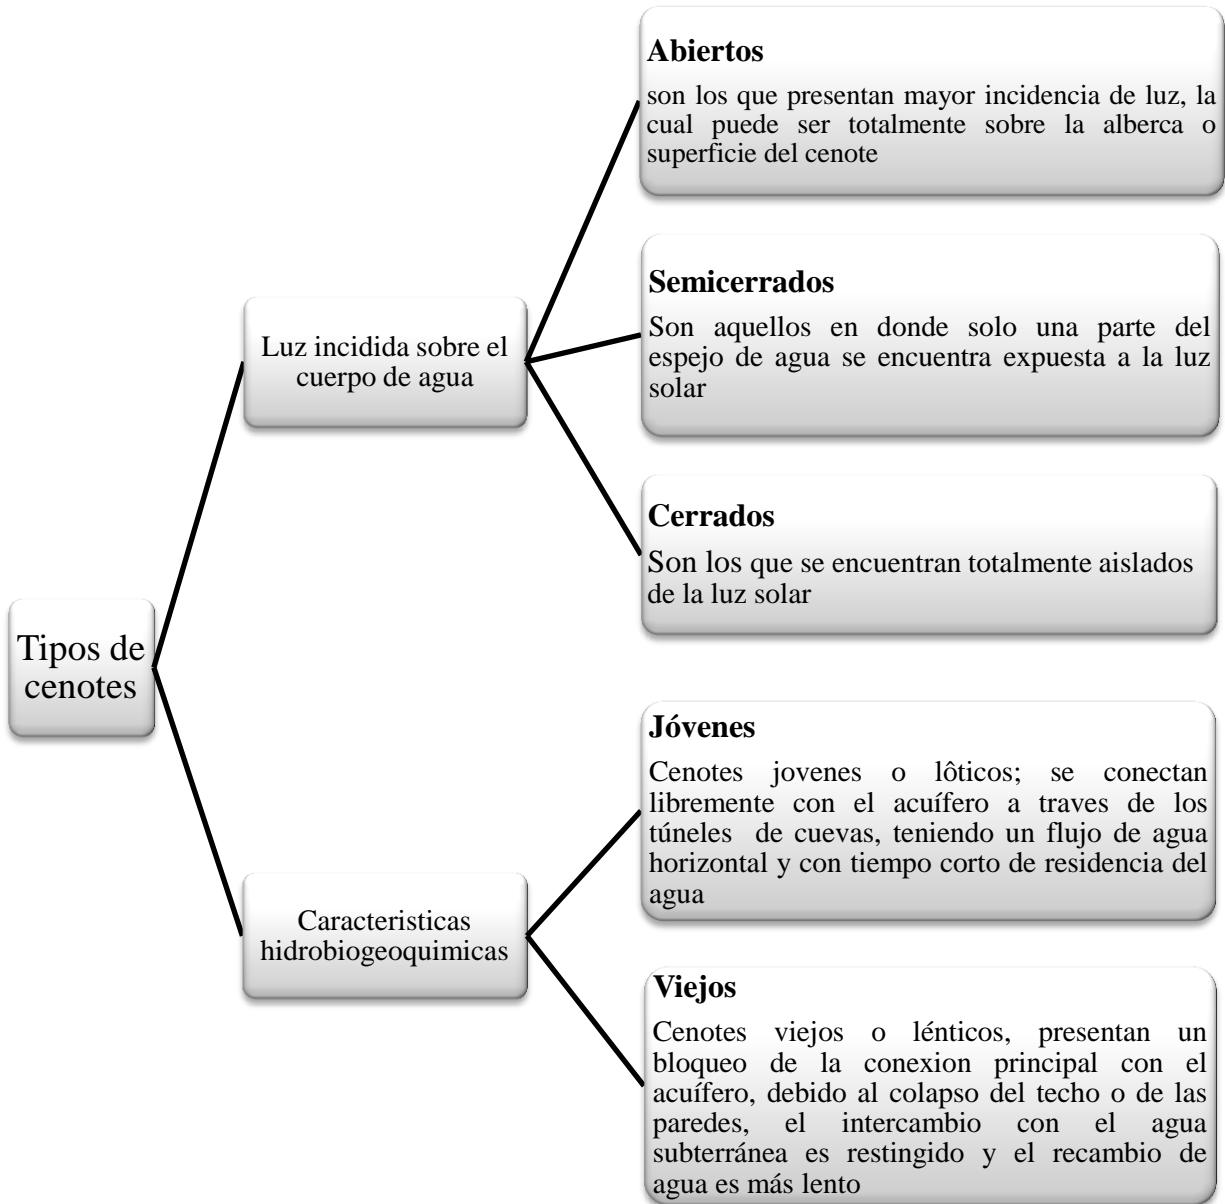 Tipos de
cenotes
Luz incidida sobre el
cuerpo de agua
Abiertos
son los que presentan mayor incidencia de luz, la
cual puede ser totalmente sobre la alberca o
superficie del cenote
Semicerrados
Son aquellos en donde solo una parte del
espejo de agua se encuentra expuesta a la luz
solar
Cerrados
Son los que se encuentran totalmente aislados
de la luz solar
Caracteristicas
hidrobiogeoquimicas
Jóvenes
Cenotes jovenes o lôticos; se conectan
libremente con el acuífero a traves de los
túneles de cuevas, teniendo un flujo de agua
horizontal y con tiempo corto de residencia del
agua
Viejos
Cenotes viejos o lénticos, presentan un
bloqueo de la conexion principal con el
acuífero, debido al colapso del techo o de las
paredes, el intercambio con el agua
subterránea es restingido y el recambio de
agua es más lento